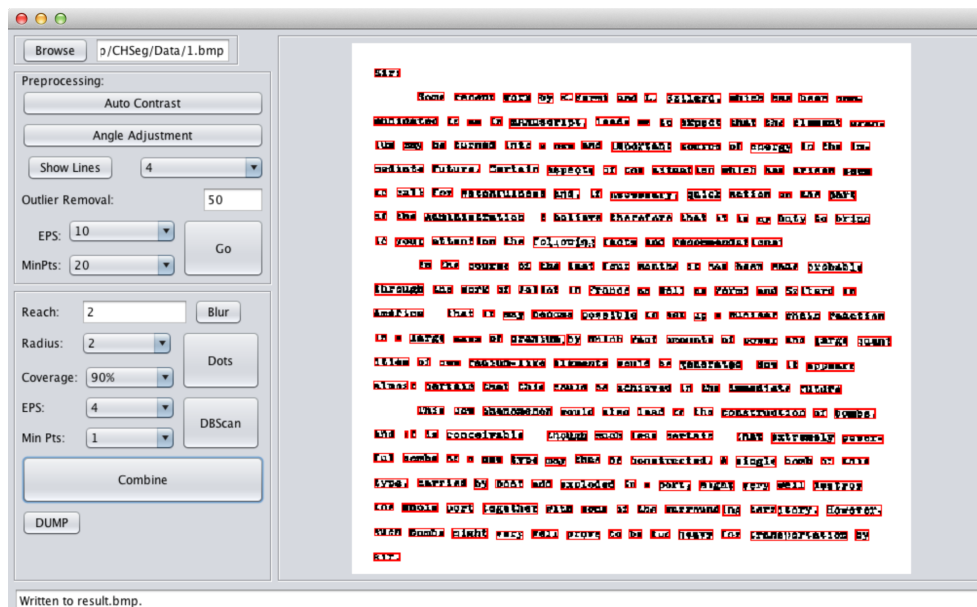 Browse p/CHSeg/Data/1.bmp
Preprocessing:
Auto Contrast
Angle Adjustment
Show Lines 4
Outlier Removal: 50
EPS: 10
MinPts: 20
Go
Reach: 2 Blur
Radius: 2
Coverage: 90%
Dots
EPS: 4
Min Pts: 1
DBScan
Combine
DUMP
Written to result.bmp.
Sir:
Some recent work by E. Fermi and L. Szilard, which has been com-
municated to me in manuscript, leads me to expect that the element uran-
ium may be turned into a new and important source of energy in the im-
mediate future. Certain aspects of the situation which has arisen seem
to call for watchfulness and, if necessary, quick action on the part
of the Administration I believe therefore that it is my duty to bring
to your attention the following facts and recommendations:
In the course of the last four months it has been made probably
through the work of Joliot in France as well as Fermi and Szilard in
America that it may become possible to set up a nuclear chain reaction
in a large mass of uranium, by which vast amounts of power and large quant
ities of new radium-like elements would be generated Now it appears
almost certain that this could be achieved in the immediate future
This new phenomenon would also lead to the construction of bombs,
and it is conceivable though much less certain that extremely power-
ful bombs of a new type may thus be constructed. A single bomb of this
type, carried by boat and exploded in a port, might very well destroy
the whole port together with some of the surrounding territory. However,
such bombs might very well prove to be too heavy for transportation by
air.